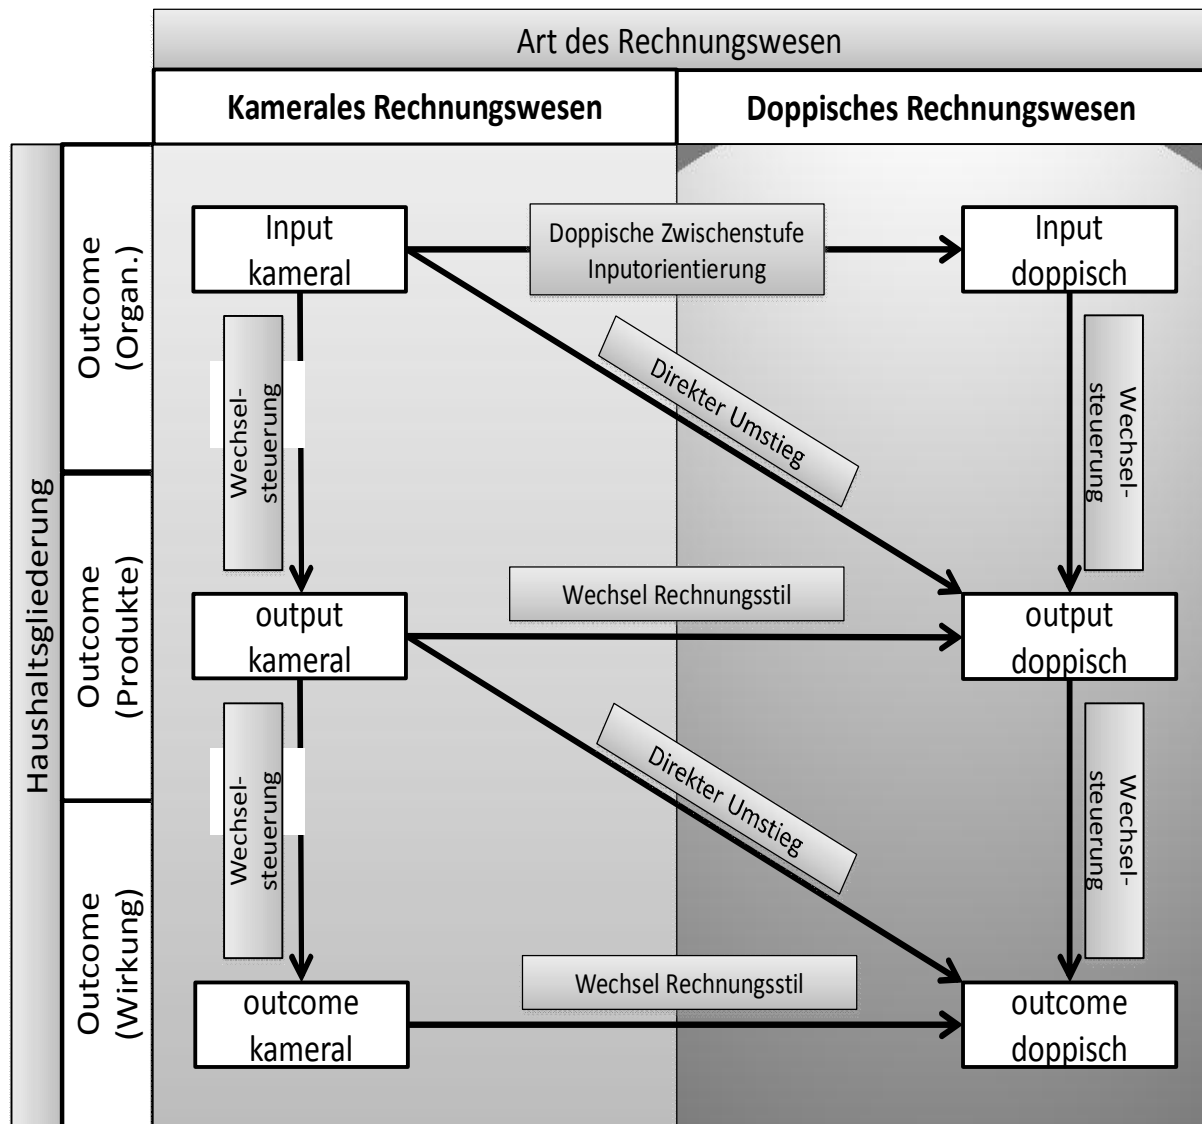 Art des Rechnungswesen
Kamerales Rechnungswesen
Doppisches Rechnungswesen
Haushaltsgliederung
Outcome
(Organ.)
Input
kameral
Doppische Zwischenstufe
Inputorientierung
Input
doppisch
Wechsel-
steuerung
Direkter Umstieg
Wechsel-
steuerung
Outcome
(Produkte)
output
kameral
Wechsel Rechnungsstil
output
doppisch
Wechsel-
steuerung
Direkter Umstieg
Wechsel-
steuerung
Outcome
(Wirkung)
outcome
kameral
Wechsel Rechnungsstil
outcome
doppisch